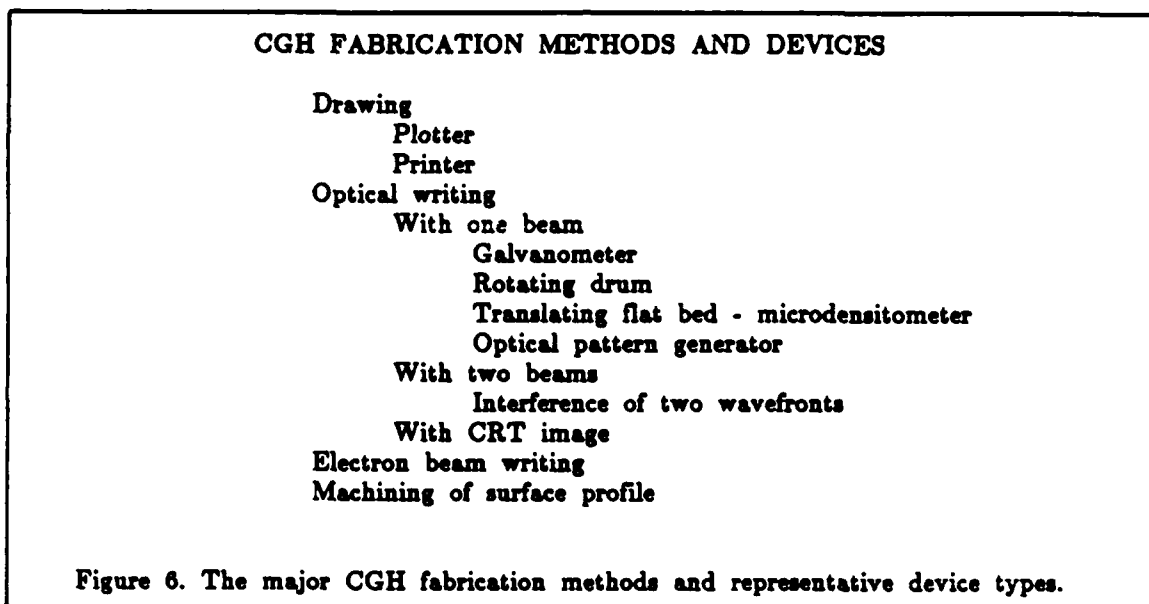 CGH FABRICATION METHODS AND DEVICES
Drawing
Plotter
Printer
Optical writing
With one beam
Galvanometer
Rotating drum
Translating flat bed - microdensitometer
Optical pattern generator
With two beams
Interference of two wavefronts
With CRT image
Electron beam writing
Machining of surface profile
Figure 6. The major CGH fabrication methods and representative device types.